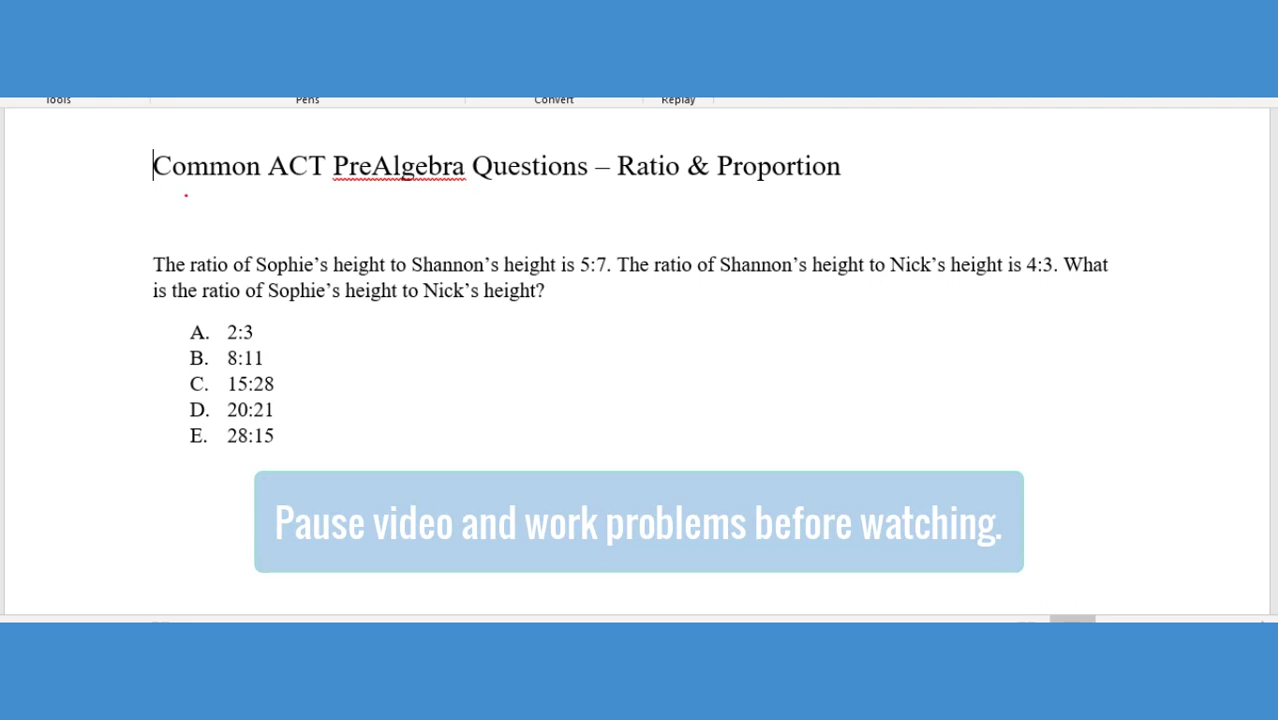 Tools Pens Convert Replay
Common ACT PreAlgebra Questions – Ratio & Proportion
The ratio of Sophie’s height to Shannon’s height is 5:7. The ratio of Shannon’s height to Nick’s height is 4:3. What
is the ratio of Sophie’s height to Nick’s height?
A. 2:3
B. 8:11
C. 15:28
D. 20:21
E. 28:15
Pause video and work problems before watching.